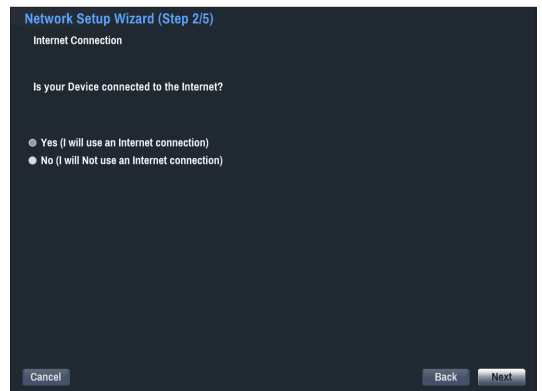 Network Setup Wizard (Step 2/5)
Internet Connection
Is your Device connected to the Internet?
Yes (I will use an Internet connection)
No (I will Not use an Internet connection)
Cancel Back Next